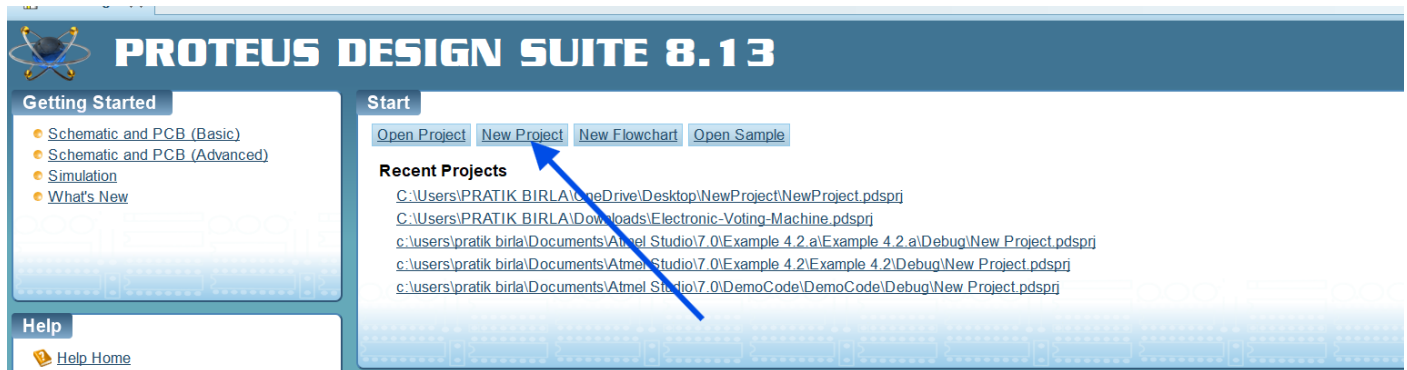 PROTEUS DESIGN SUITE 8.13
Getting Started
Schematic and PCB (Basic)
Schematic and PCB (Advanced)
Simulation
What's New
Help
Help Home
Start
Open Project New Project New Flowchart Open Sample
Recent Projects
C:\Users\PRATIK BIRLA\OneDrive\Desktop\NewProject\NewProject.pdsprj
C:\Users\PRATIK BIRLA\Downloads\Electronic-Voting-Machine.pdsprj
c:\users\pratik birla\Documents\Atmel Studio\7.0\Example 4.2.a\Example 4.2.a\Debug\New Project.pdsprj
c:\users\pratik birla\Documents\Atmel Studio\7.0\Example 4.2\Example 4.2\Debug\New Project.pdsprj
c:\users\pratik birla\Documents\Atmel Studio\7.0\DemoCode\DemoCode\Debug\New Project.pdsprj